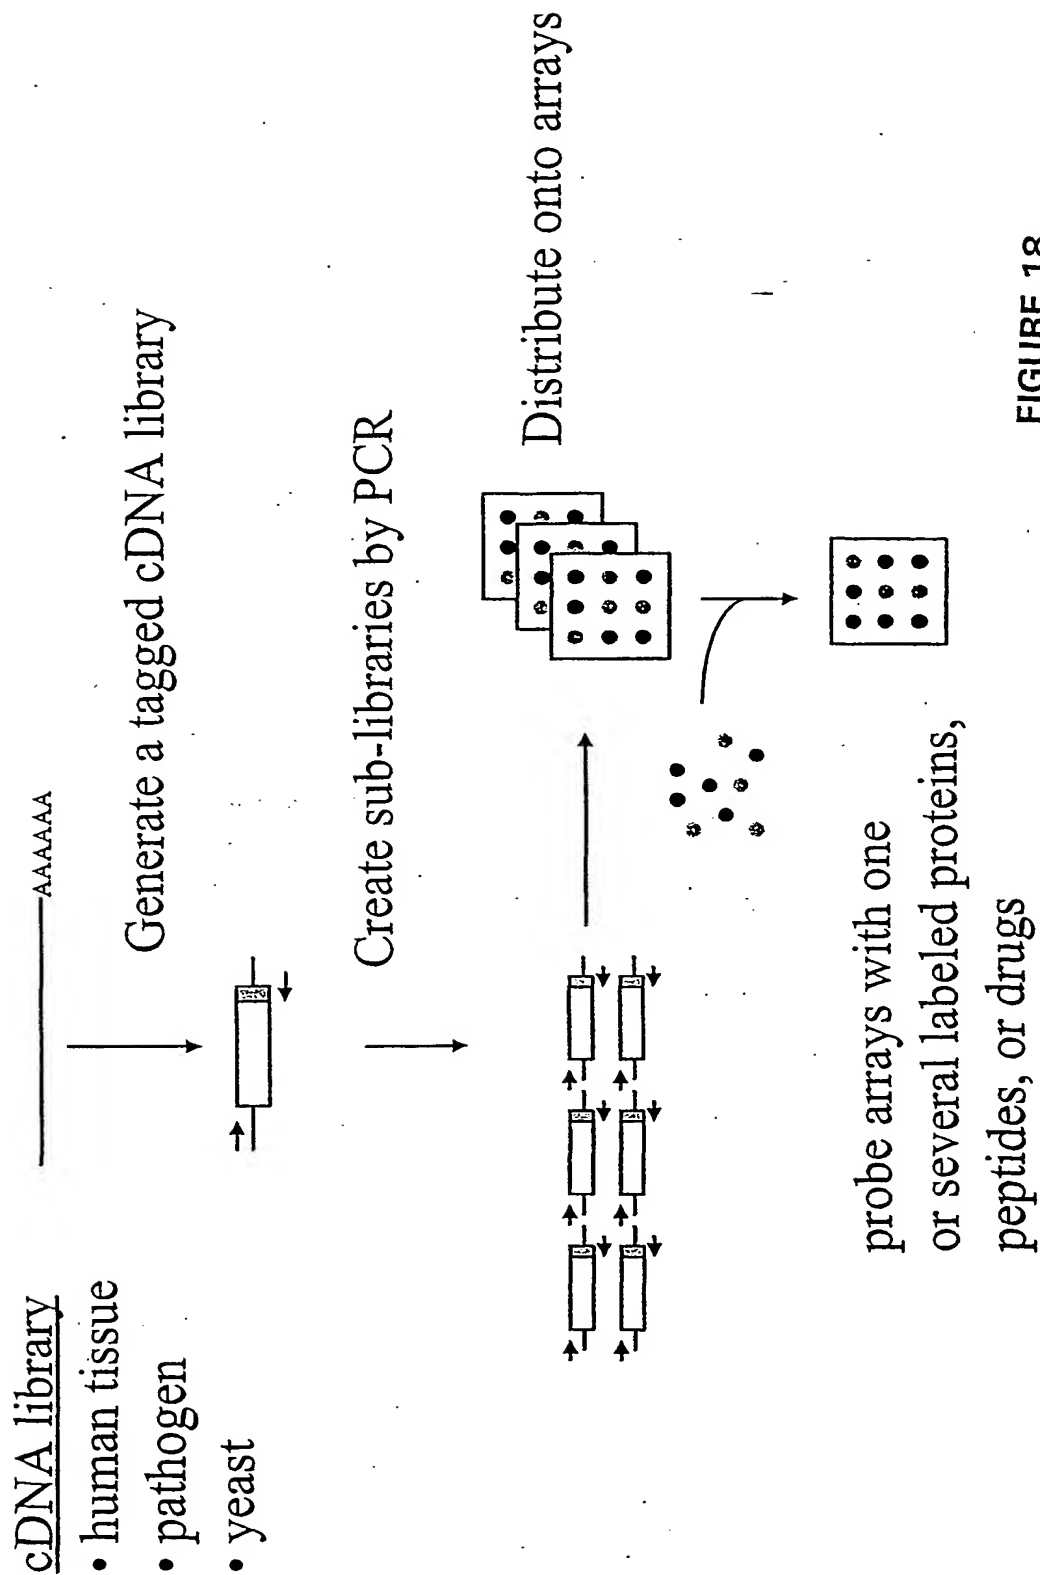 cDNA library
• human tissue
• pathogen
• yeast
AAAAAAA
Generate a tagged cDNA library
Create sub-libraries by PCR
Distribute onto arrays
probe arrays with one
or several labeled proteins,
peptides, or drugs
FIGURE 18